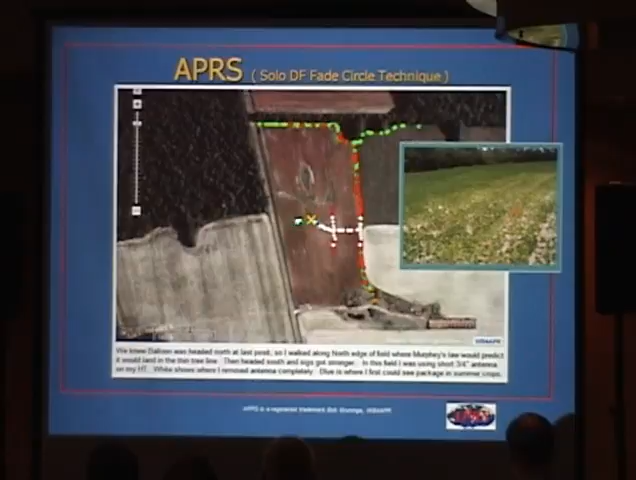 APRS ( Solo DF Fade Circle Technique )
We knew Balloon was headed north at last posit, so I walked along North edge of field where Murphy's law would predict
it would land in the thin tree line. Then headed south and sigs got stronger. In this field I was using short 3/4" antenna
on my HT. White shows where I removed antenna completely. Blue is where I first could see package in summer crops.
APRS is a registered trademark Bob Bruninga, WB4APR